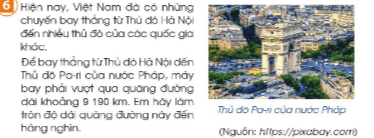 6 Hiện nay, Việt Nam đã có những
chuyến bay thẳng từ Thủ đô Hà Nội
đến nhiều thủ đô của các quốc gia
khác.
Để bay thẳng từ Thủ đô Hà Nội đến
Thủ đô Pa-ri của nước Pháp, máy
bay phải vượt qua quãng đường
dài khoảng 9 190 km. Em hãy làm
tròn độ dài quãng đường này đến
hàng nghìn.
Thủ đô Pa-ri của nước Pháp
(Nguồn: https://pixabay.com)